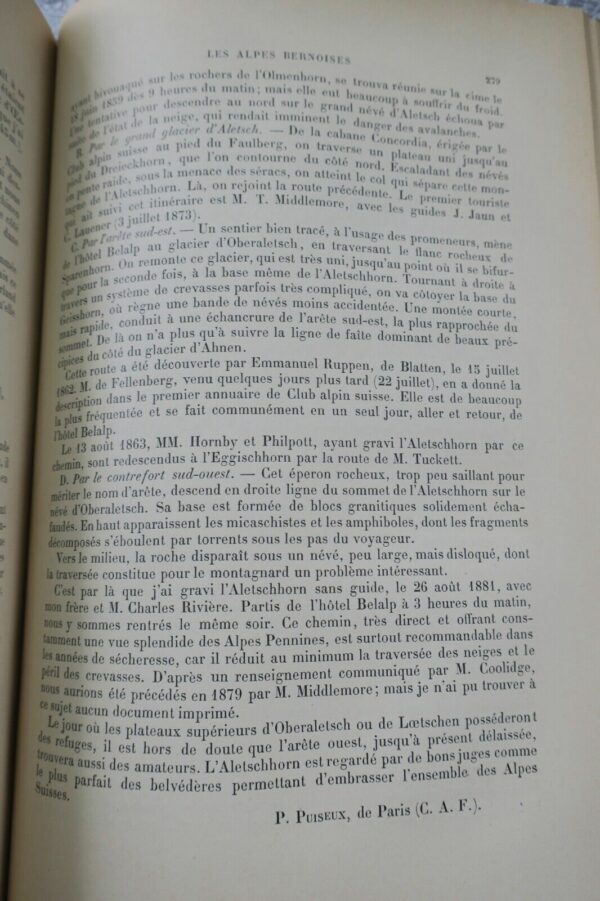 LES ALPES BERNOISES
279
ayant bivouaqué sur les rochers de l'Olmenhorn, se trouva réunie sur la cime le
18 juin 1859 dès 9 heures du matin; mais elle eut beaucoup à souffrir du froid.
Une tentative pour descendre au nord sur le grand névé d'Aletsch échoua par
suite de l'état de la neige, qui rendait imminent le danger des avalanches.
B. Par le grand glacier d'Aletsch. — De la cabane Concordia, érigée par le
Club alpin suisse au pied du Faulberg, on traverse un plateau uni jusqu'au
pied du Dreieckhorn, que l'on contourne du côté nord. Escaladant des névés
en pente raide, sous la menace des séracs, on atteint le col qui sépare cette mon-
tagne de l'Aletschhorn. Là, on rejoint la route précédente. Le premier touriste
qui ait suivi cet itinéraire est M. T. Middlemore, avec les guides J. Jaun et
C. Lauener (3 juillet 1873).
C. Par l'arête sud-est. — Un sentier bien tracé, à l'usage des promeneurs, mène
de l'hôtel Belalp au glacier d'Oberaletsch, en traversant le flanc rocheux de
Sparenhorn. On remonte ce glacier, qui est très uni, jusqu'au point où il se bifur-
que pour la seconde fois, à la base même de l'Aletschhorn. Tournant à droite à
travers un système de crevasses parfois très compliqué, on va côtoyer la base du
Geisshorn, où règne une bande de névés moins accidentée. Une montée courte,
mais rapide, conduit à une échancrure de l'arête sud-est, la plus rapprochée du
sommet. De là on n'a plus qu'à suivre la ligne de faîte dominant de beaux pré-
cipices du côté du glacier d'Ahnen.
Cette route a été découverte par Emmanuel Ruppen, de Blatten, le 15 juillet
1862. M. de Fellenberg, venu quelques jours plus tard (22 juillet), en a donné la
description dans le premier annuaire de Club alpin suisse. Elle est de beaucoup
la plus fréquentée et se fait communément en un seul jour, aller et retour, de
l'hôtel Belalp.
Le 13 août 1863, MM. Hornby et Philpott, ayant gravi l'Aletschhorn par ce
chemin, sont redescendus à l'Eggischhorn par la route de M. Tuckett.
D. Par le contrefort sud-ouest. — Cet éperon rocheux, trop peu saillant pour
mériter le nom d'arête, descend en droite ligne du sommet de l'Aletschhorn sur le
névé d'Oberaletsch. Sa base est formée de blocs granitiques solidement écha-
faudés. En haut apparaissent les micaschistes et les amphiboles, dont les fragments
décomposés s'éboulent par torrents sous les pas du voyageur.
Vers le milieu, la roche disparaît sous un névé, peu large, mais disloqué, dont
la traversée constitue pour le montagnard un problème intéressant.
C'est par là que j'ai gravi l'Aletschhorn sans guide, le 26 août 1881, avec
mon frère et M. Charles Rivière. Partis de l'hôtel Belalp à 3 heures du matin,
nous y sommes rentrés le même soir. Ce chemin, très direct et offrant cons-
tamment une vue splendide des Alpes Pennines, est surtout recommandable dans
les années de sécheresse, car il réduit au minimum la traversée des neiges et le
péril des crevasses. D'après un renseignement communiqué par M. Coolidge,
nous aurions été précédés en 1879 par M. Middlemore; mais je n'ai pu trouver à
ce sujet aucun document imprimé.
Le jour où les plateaux supérieurs d'Oberaletsch ou de Lœtschen posséderont
des refuges, il est hors de doute que l'arête ouest, jusqu'à présent délaissée,
trouvera aussi des amateurs. L'Aletschhorn est regardé par de bons juges comme
le plus parfait des belvédères permettant d'embrasser l'ensemble des Alpes
Suisses.
P. PUISEUX, de Paris (C. A. F.).